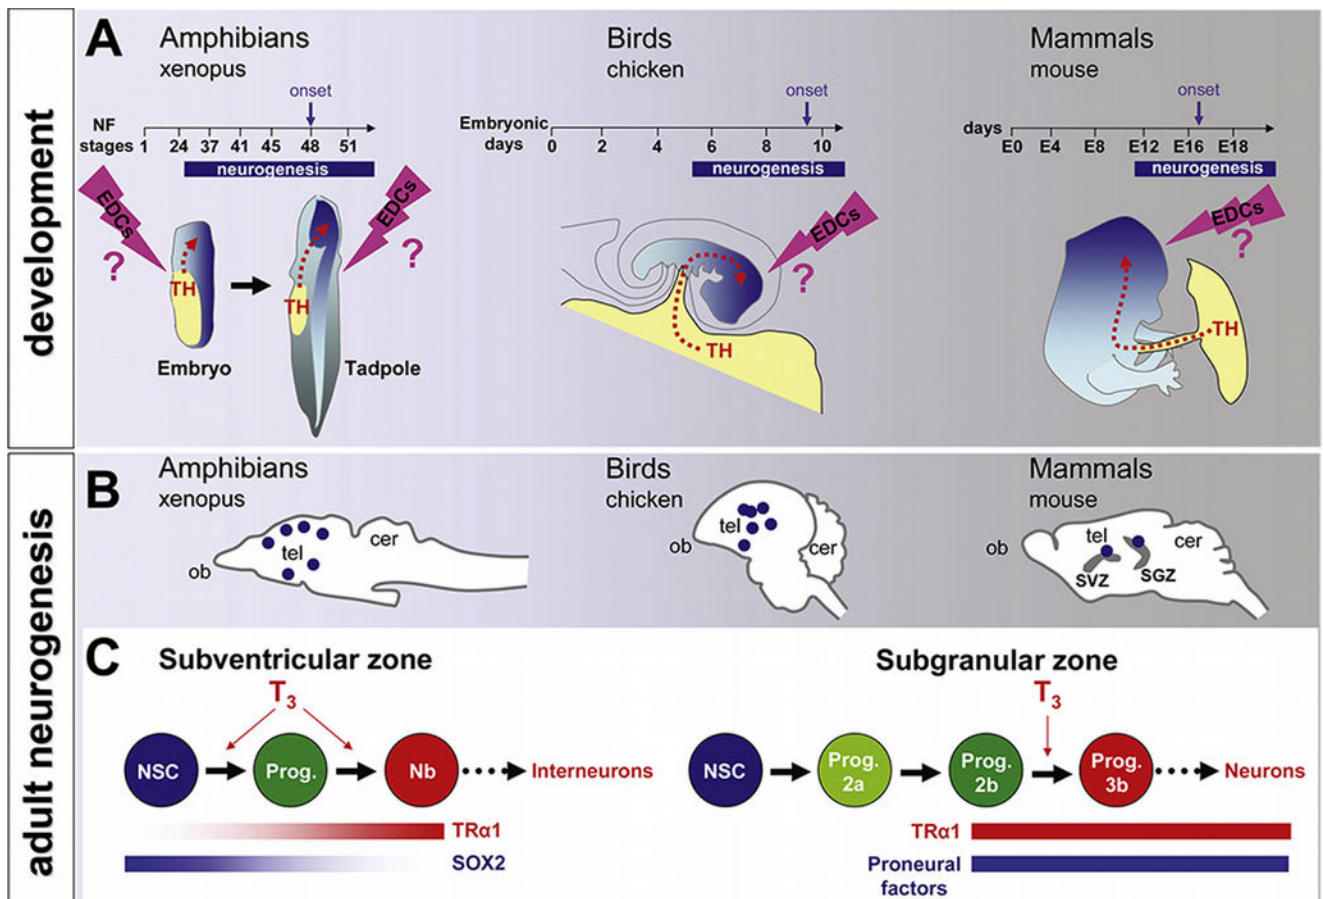 development
A
Amphibians
xenopus
onset
NF
stages
1 24 37 41 45 48 51
neurogenesis
EDCs
?
TH
Embryo
TH
Tadpole
EDCs
?
Birds
chicken
onset
Embryonic
days
0 2 4 6 8 10
neurogenesis
EDCs
?
TH
Mammals
mouse
onset
days
E0 E4 E8 E12 E16 E18
neurogenesis
EDCs
?
TH
adult neurogenesis
B
Amphibians
xenopus
ob
tel
cer
Birds
chicken
ob
tel
cer
Mammals
mouse
ob
tel
cer
SVZ
SGZ
C
Subventricular zone
T3
NSC
Prog.
Nb
Interneurons
TRα1
SOX2
Subgranular zone
T3
NSC
Prog.
2a
Prog.
2b
Prog.
3b
Neurons
TRα1
Proneural
factors